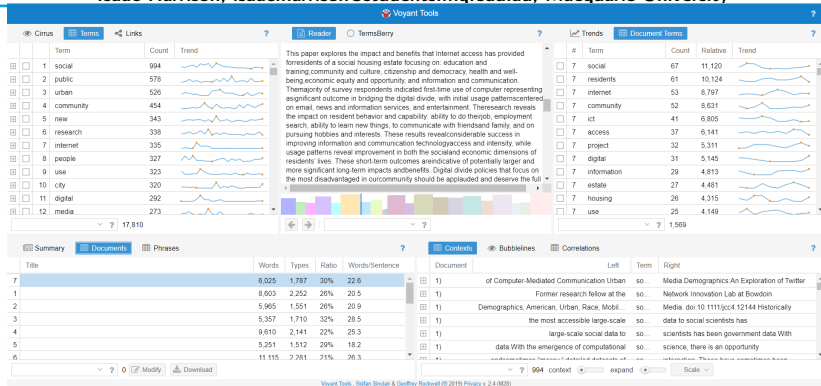 Voyant Tools
Cirrus Terms Links ?
Term Count Trend
1 social 994
2 public 578
3 urban 526
4 community 454
5 new 343
6 research 338
7 internet 335
8 people 327
9 use 323
10 city 320
11 digital 292
12 media 273
? 17,810
Reader TermsBerry ?
This paper explores the impact and benefits that Internet access has provided
forresidents of a social housing estate focusing on: education and
training,community and culture, citizenship and democracy, health and well-
being,economic equity and opportunity, and information and communication.
Themajority of survey respondents indicated first-time use of computer representing
asignificant outcome in bridging the digital divide, with initial usage patternscentered
on email, news and information services, and entertainment. Theresearch reveals
the impact on resident behavior and capability: ability to do thejob, employment
search, ability to learn new things, to communicate with friendsand family, and on
pursuing hobbies and interests. These results revealconsiderable success in
improving information and communication technologyaccess and intensity, while
usage patterns reveal improvement in both the socialand economic dimensions of
residents' lives. These short-term outcomes areindicative of potentially larger and
more significant long-term impacts andbenefits. Digital divide policies that focus on
the most disadvantaged in ourcommunity should be applauded and deserve the full
?
Trends Document Terms ?
# Term Count Relative Trend
7 social 67 11,120
7 residents 61 10,124
7 internet 53 8,797
7 community 52 8,631
7 ict 41 6,805
7 access 37 6,141
7 project 32 5,311
7 digital 31 5,145
7 information 29 4,813
7 estate 27 4,481
7 housing 26 4,315
7 use 25 4,149
? 1,569
Summary Documents Phrases ?
Title Words Types Ratio Words/Sentence
7 6,025 1,787 30% 22.6
1 8,603 2,252 26% 20.5
2 5,965 1,551 26% 20.9
3 5,357 1,710 32% 28.5
4 9,610 2,141 22% 25.3
5 5,251 1,512 29% 18.2
6 11,115 2,281 21% 26.3
? 0 Modify Download
Contexts Bubblelines Correlations ?
Document Left Term Right
1) of Computer-Mediated Communication Urban so... Media Demographics:An Exploration of Twitter
1) Former research fellow at the so... Network Innovation Lab at Bowdoin
1) Demographics, American, Urban, Race, Mobil... so... Media. doi:10.1111/jcc4.12144 Historically
1) the most accessible large-scale so... data to social scientists has
1) large-scale social data to so... scientists has been government data With
1) data With the emergence of computational so... science, there is an opportunity
? 994 context expand Scale
Voyant Tools , Stéfan Sinclair & Geoffrey Rockwell (© 2019) Privacy v. 2.4 (M28)